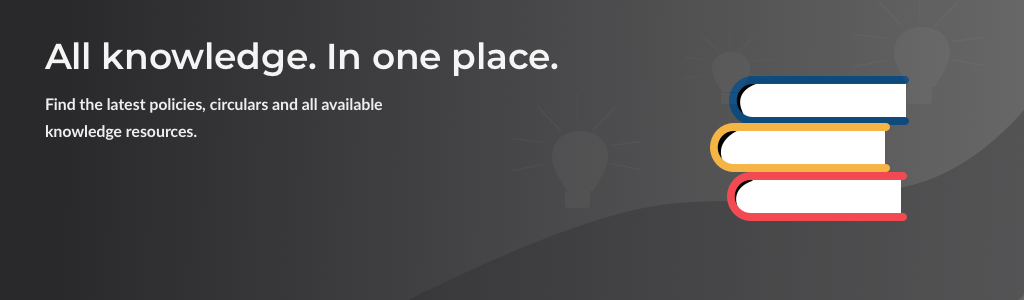 All knowledge. In one place.
Find the latest policies, circulars and all available
knowledge resources.